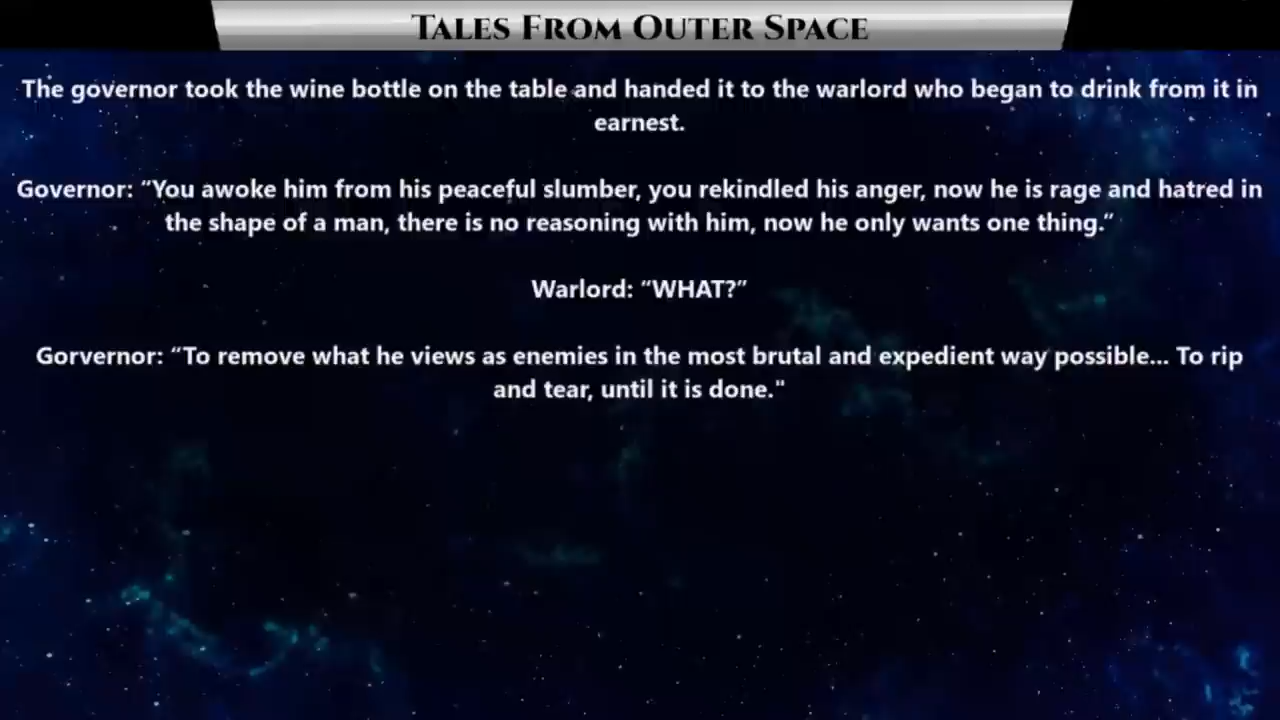 TALES FROM OUTER SPACE
The governor took the wine bottle on the table and handed it to the warlord who began to drink from it in
earnest.
Governor: “You awoke him from his peaceful slumber, you rekindled his anger, now he is rage and hatred in
the shape of a man, there is no reasoning with him, now he only wants one thing.”
Warlord: “WHAT?”
Gorvernor: “To remove what he views as enemies in the most brutal and expedient way possible... To rip
and tear, until it is done."